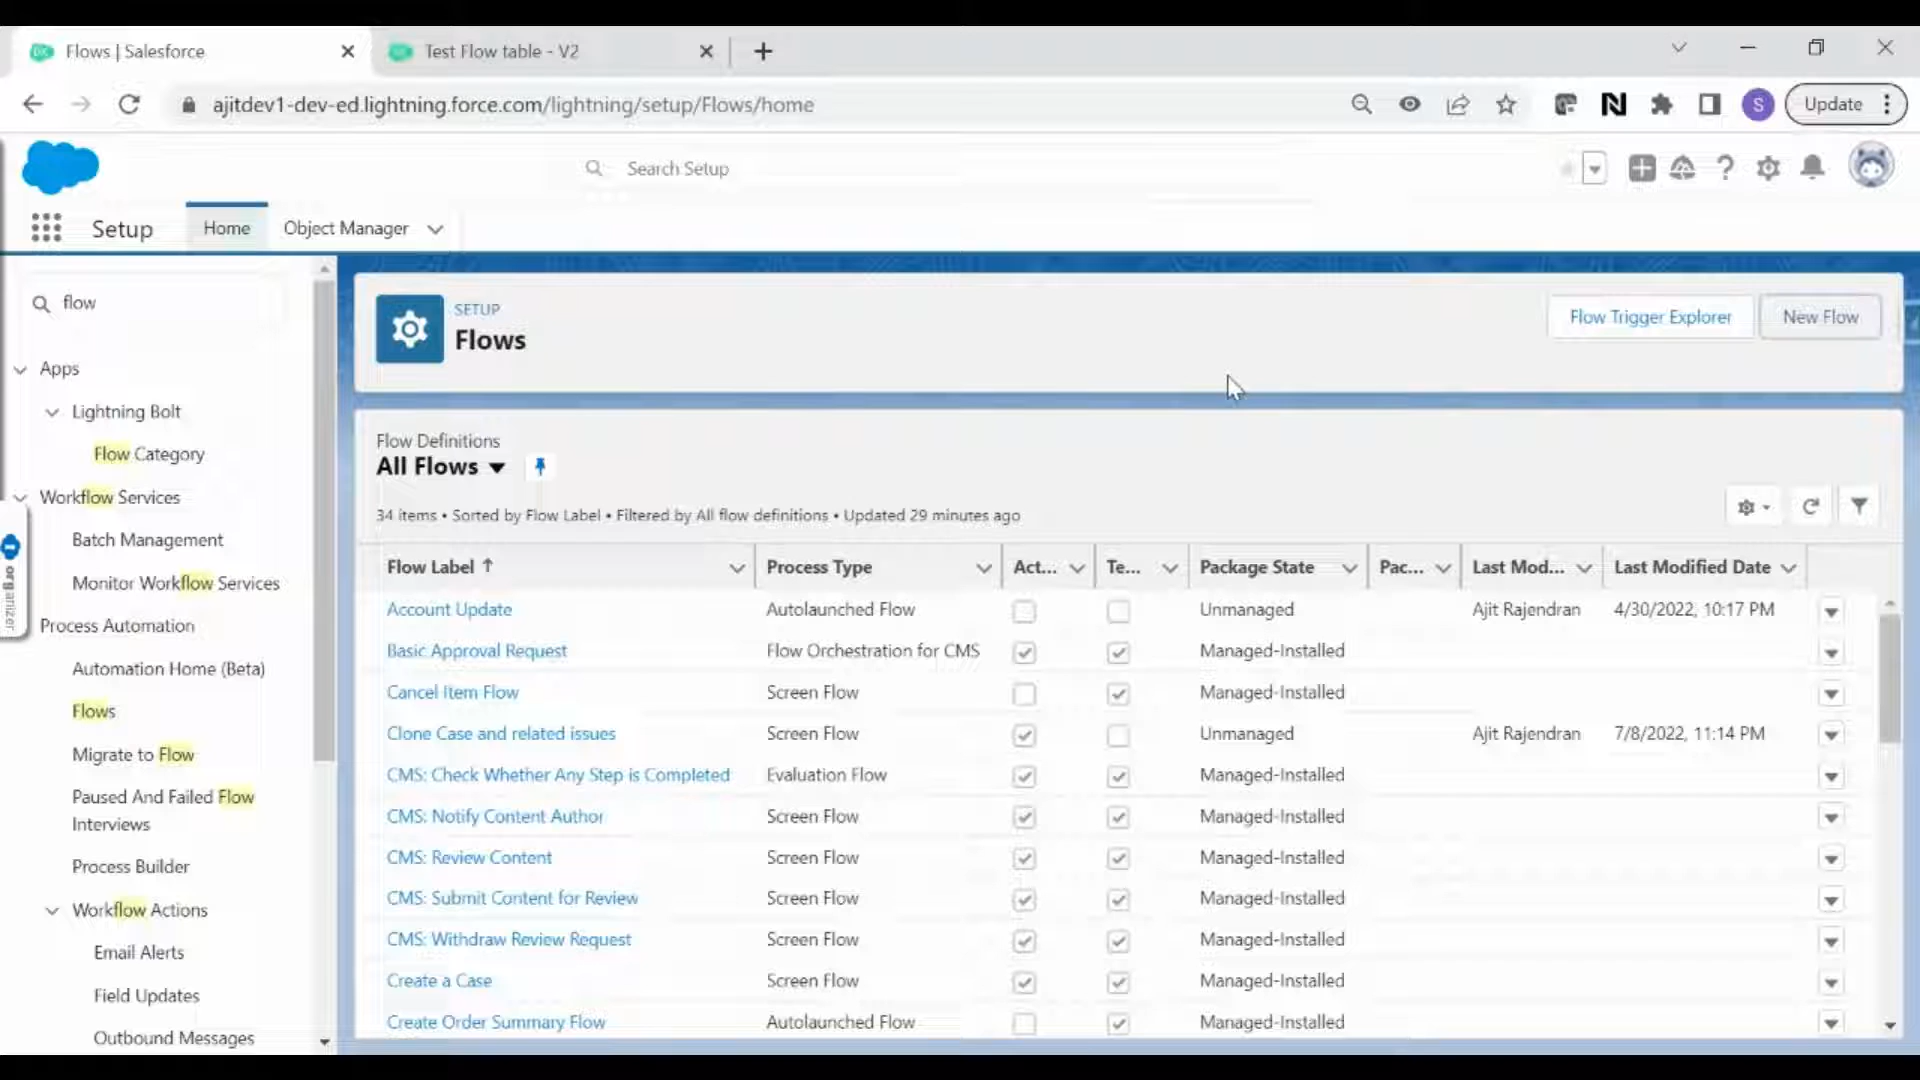 Flows | Salesforce
Test Flow table - V2
ajitdev1-dev-ed.lightning.force.com/lightning/setup/Flows/home
S
Update
Search Setup
Setup
Home
Object Manager
flow
Apps
Lightning Bolt
Flow Category
Workflow Services
Batch Management
Monitor Workflow Services
Process Automation
Automation Home (Beta)
Flows
Migrate to Flow
Paused And Failed Flow
Interviews
Process Builder
Workflow Actions
Email Alerts
Field Updates
Outbound Messages
organizer
SETUP
Flows
Flow Trigger Explorer
New Flow
Flow Definitions
All Flows
34 items • Sorted by Flow Label • Filtered by All flow definitions • Updated 29 minutes ago
Flow Label ↑ Process Type Act... Te... Package State Pac... Last Mod... Last Modified Date
Account Update Autolaunched Flow Unmanaged Ajit Rajendran 4/30/2022, 10:17 PM
Basic Approval Request Flow Orchestration for CMS Managed-Installed
Cancel Item Flow Screen Flow Managed-Installed
Clone Case and related issues Screen Flow Unmanaged Ajit Rajendran 7/8/2022, 11:14 PM
CMS: Check Whether Any Step is Completed Evaluation Flow Managed-Installed
CMS: Notify Content Author Screen Flow Managed-Installed
CMS: Review Content Screen Flow Managed-Installed
CMS: Submit Content for Review Screen Flow Managed-Installed
CMS: Withdraw Review Request Screen Flow Managed-Installed
Create a Case Screen Flow Managed-Installed
Create Order Summary Flow Autolaunched Flow Managed-Installed